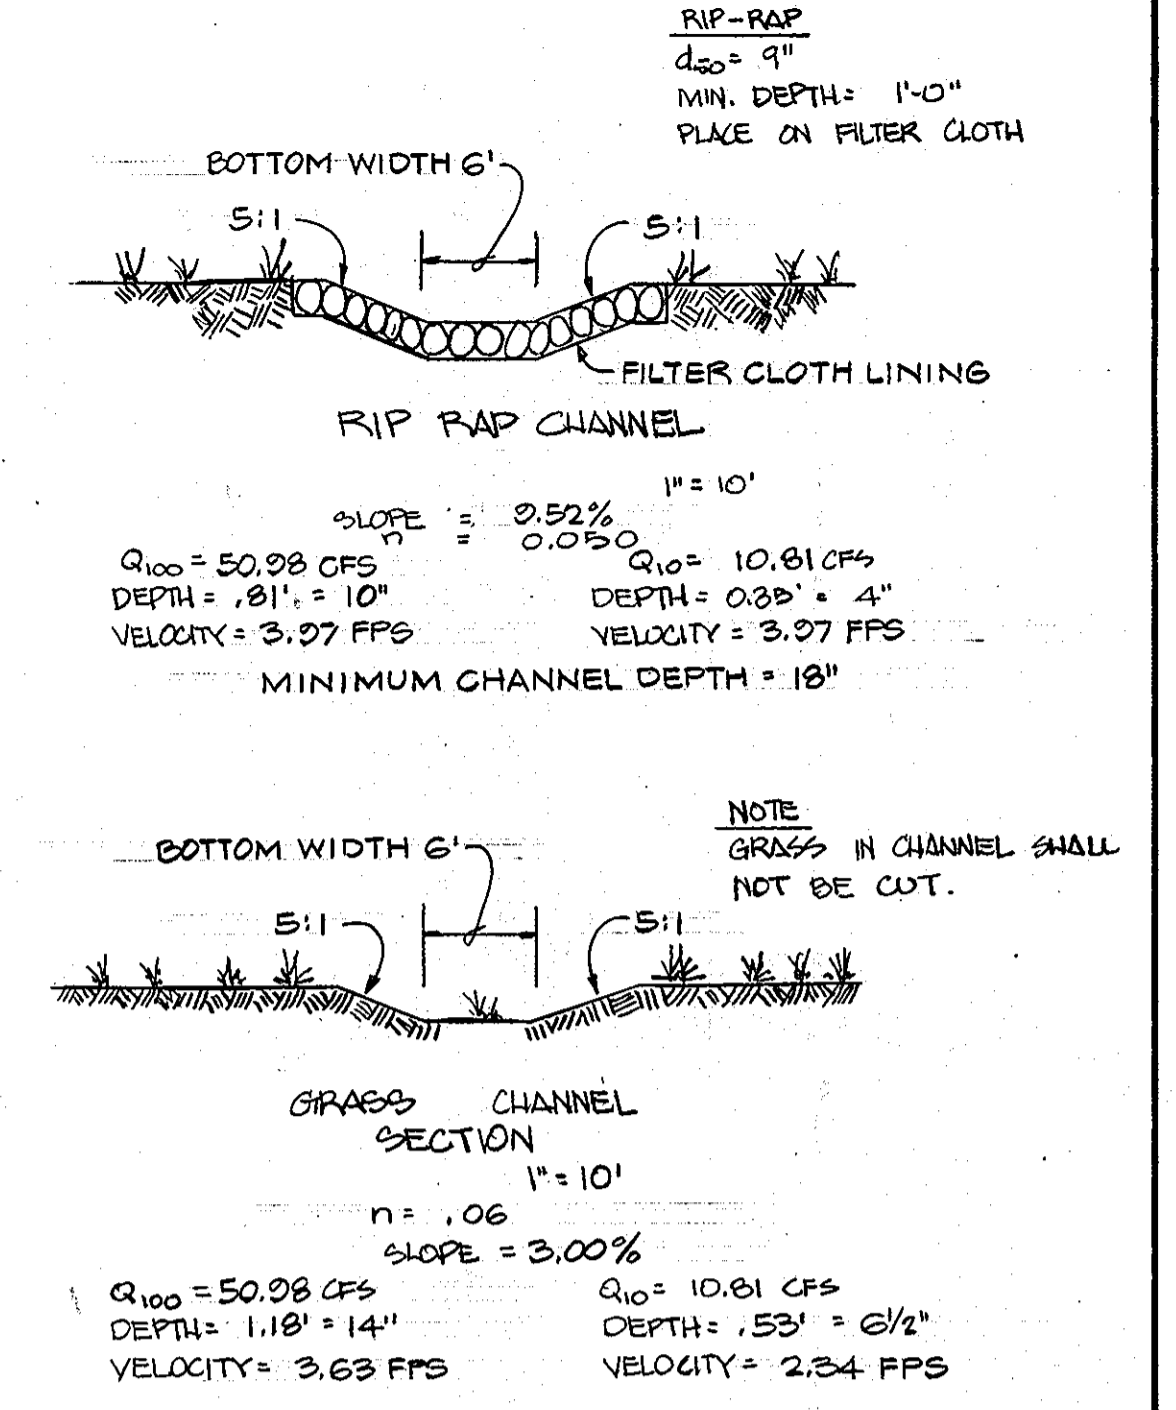 RIP-RAP
d50= 9"
MIN. DEPTH= 1'-0"
PLACE ON FILTER CLOTH
BOTTOM WIDTH 6'
5:1
5:1
FILTER CLOTH LINING
RIP RAP CHANNEL
1" = 10'
SLOPE = 9.52%
n = 0.050
Q100 = 50.98 CFS
DEPTH = .81' = 10"
VELOCITY = 3.97 FPS
Q10= 10.81 CFS
DEPTH = 0.35' = 4"
VELOCITY = 3.97 FPS
MINIMUM CHANNEL DEPTH = 18"
NOTE
GRASS IN CHANNEL SHALL
NOT BE CUT.
BOTTOM WIDTH 6'
5:1
5:1
GRASS CHANNEL
SECTION
1" = 10'
n = .06
SLOPE = 3.00%
Q100 = 50.98 CFS
DEPTH= 1.18' = 14"
VELOCITY= 3.63 FPS
Q10= 10.81 CFS
DEPTH= .53' = 6 1/2"
VELOCITY = 2.34 FPS